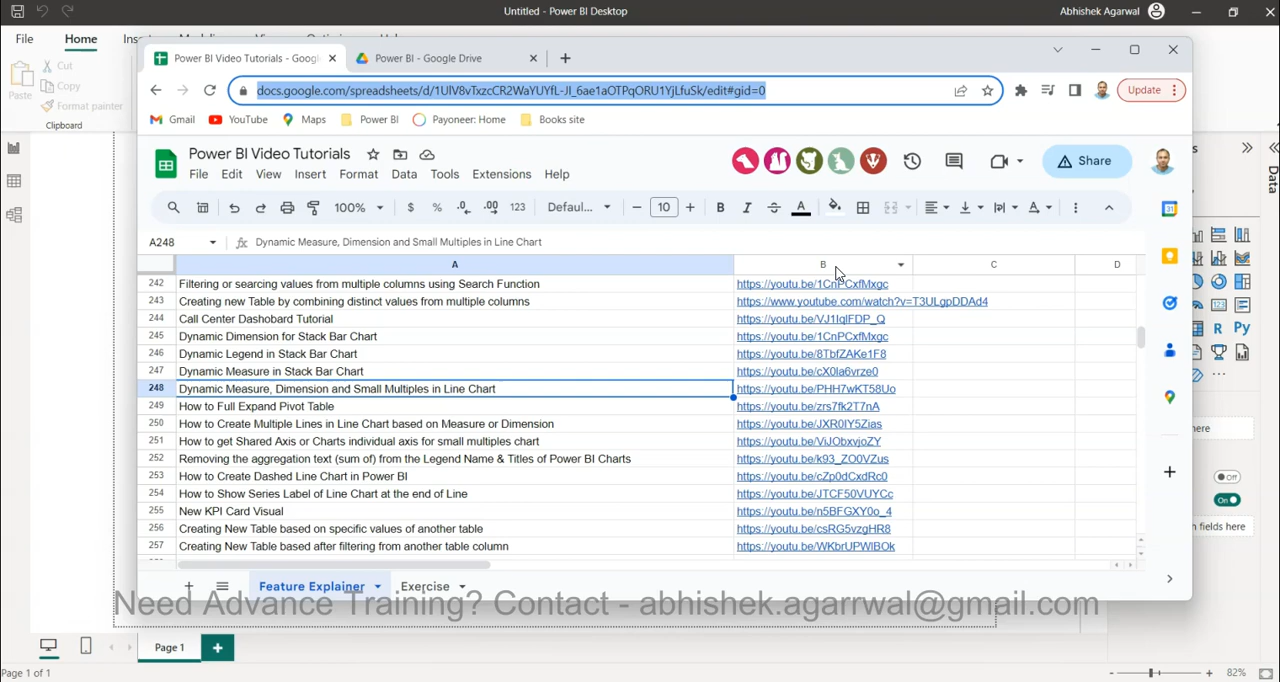 Untitled - Power BI Desktop
Abhishek Agarwal
File Home
Cut
Copy
Paste
Format painter
Clipboard
Power BI Video Tutorials - Googl
Power BI - Google Drive
docs.google.com/spreadsheets/d/1UlV8vTxzcCR2WaYUYfL-Jl_6ae1aOTPqORU1YjLfuSk/edit#gid=0
Update
Gmail YouTube Maps Power BI Payoneer: Home Books site
Power BI Video Tutorials
File Edit View Insert Format Data Tools Extensions Help
Share
100% $ % .0 .00 123 Defaul... 10 B I A
A248 fx Dynamic Measure, Dimension and Small Multiples in Line Chart
A B C D
242 Filtering or searcing values from multiple columns using Search Function https://youtu.be/1CnPCxfMxgc
243 Creating new Table by combining distinct values from multiple columns https://www.youtube.com/watch?v=T3ULgpDDAd4
244 Call Center Dashobard Tutorial https://youtu.be/VJ1IqlFDP_Q
245 Dynamic Dimension for Stack Bar Chart https://youtu.be/1CnPCxfMxgc
246 Dynamic Legend in Stack Bar Chart https://youtu.be/8TbfZAKe1F8
247 Dynamic Measure in Stack Bar Chart https://youtu.be/cX0la6vrze0
248 Dynamic Measure, Dimension and Small Multiples in Line Chart https://youtu.be/PHH7wKT58Uo
249 How to Full Expand Pivot Table https://youtu.be/zrs7fk2T7nA
250 How to Create Multiple Lines in Line Chart based on Measure or Dimension https://youtu.be/JXR0IY5Zias
251 How to get Shared Axis or Charts individual axis for small multiples chart https://youtu.be/ViJObxvjoZY
252 Removing the aggregation text (sum of) from the Legend Name & Titles of Power BI Charts https://youtu.be/k93_ZO0VZus
253 How to Create Dashed Line Chart in Power BI https://youtu.be/cZp0dCxdRc0
254 How to Show Series Label of Line Chart at the end of Line https://youtu.be/JTCF50VUYCc
255 New KPI Card Visual https://youtu.be/n5BFGXY0o_4
256 Creating New Table based on specific values of another table https://youtu.be/csRG5vzgHR8
257 Creating New Table based after filtering from another table column https://youtu.be/WKbrUPWIBOk
Feature Explainer Exercise
Data
R Py
Off
On
n fields here
Need Advance Training? Contact - abhishek.agarrwal@gmail.com
Page 1
Page 1 of 1
82%